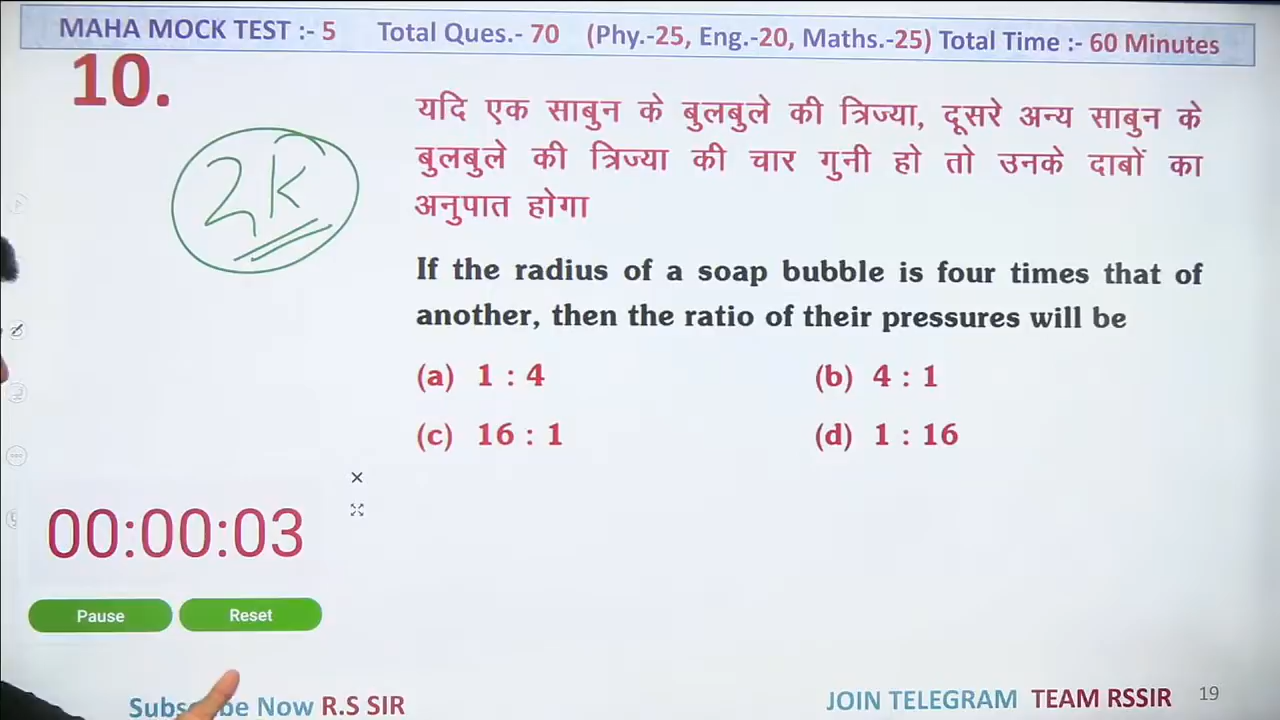 MAHA MOCK TEST :- 5 Total Ques.- 70 (Phy.-25, Eng.-20, Maths.-25) Total Time :- 60 Minutes
10.
2K
यदि एक साबुन के बुलबुले की त्रिज्या, दूसरे अन्य साबुन के
बुलबुले की त्रिज्या की चार गुनी हो तो उनके दाबों का
अनुपात होगा
If the radius of a soap bubble is four times that of
another, then the ratio of their pressures will be
(a) 1 : 4 (b) 4 : 1
(c) 16 : 1 (d) 1 : 16
00:00:03
Pause Reset
Now R.S SIR JOIN TELEGRAM TEAM RSSIR 19